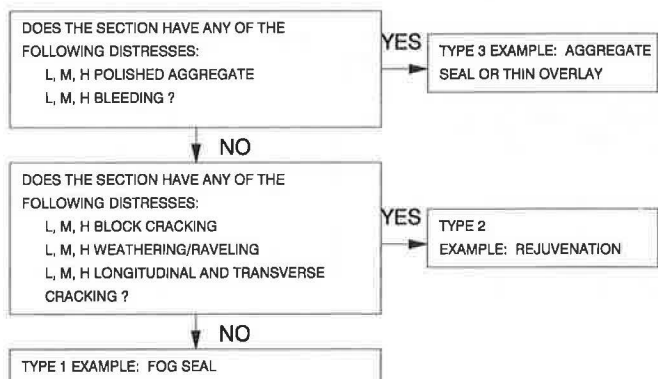 DOES THE SECTION HAVE ANY OF THE
FOLLOWING DISTRESSES:
L, M, H POLISHED AGGREGATE
L, M, H BLEEDING ?
YES
TYPE 3 EXAMPLE: AGGREGATE
SEAL OR THIN OVERLAY
NO
DOES THE SECTION HAVE ANY OF THE
FOLLOWING DISTRESSES:
L, M, H BLOCK CRACKING
L, M, H WEATHERING/RAVELING
L, M, H LONGITUDINAL AND TRANSVERSE
CRACKING ?
YES
TYPE 2
EXAMPLE: REJUVENATION
NO
TYPE 1 EXAMPLE: FOG SEAL